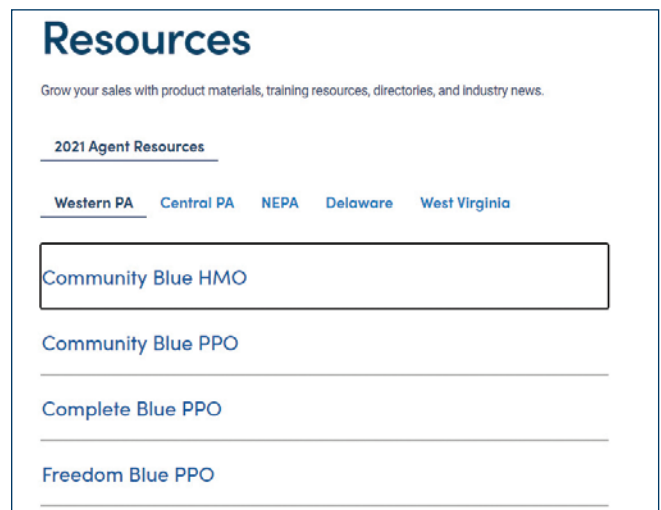 Resources
Grow your sales with product materials, training resources, directories, and industry news.
2021 Agent Resources
Western PA Central PA NEPA Delaware West Virginia
Community Blue HMO
Community Blue PPO
Complete Blue PPO
Freedom Blue PPO